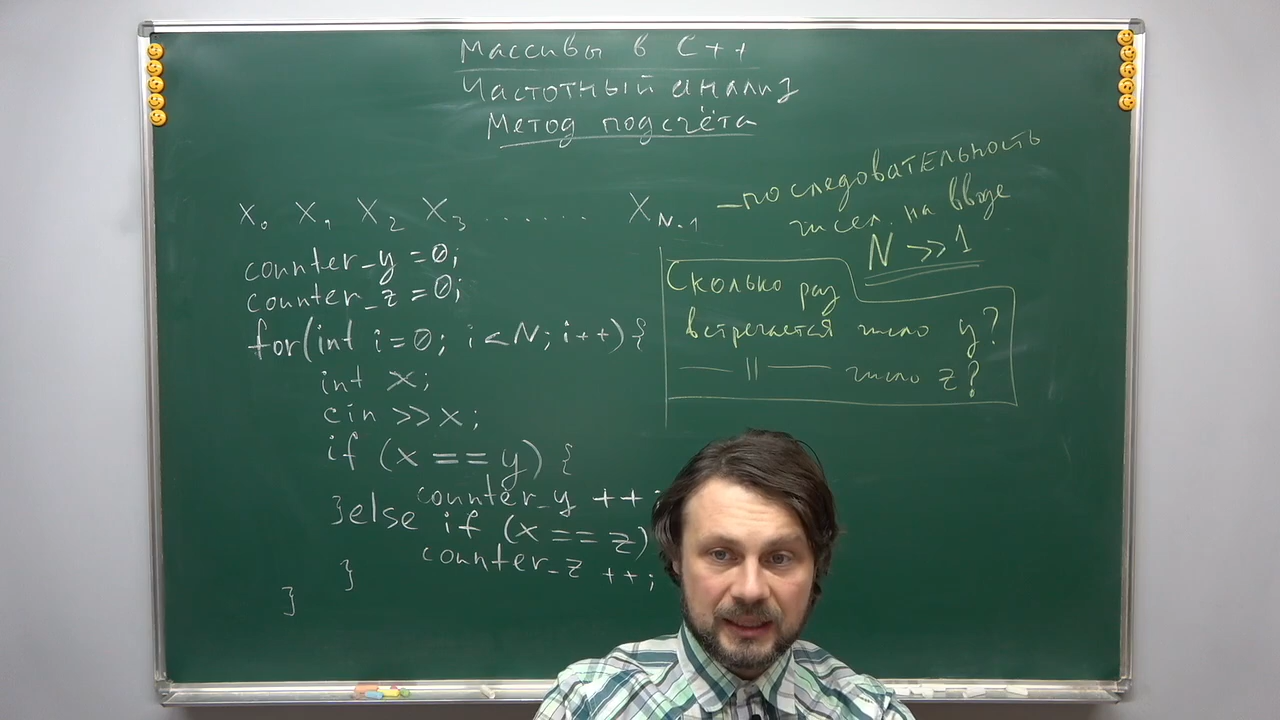 Массивы в C++
Частотный анализ
Метод подсчёта
X0 X1 X2 X3 ....... XN-1
– последовательность
чисел на вводе
N >> 1
counter_y = 0;
counter_z = 0;
for(int i=0; i<N; i++) {
int x;
cin >> x;
if (x == y) {
counter_y ++;
}else if (x == z)
counter_z ++;
}
}
Сколько раз
встречается число y?
—— || —— число z?